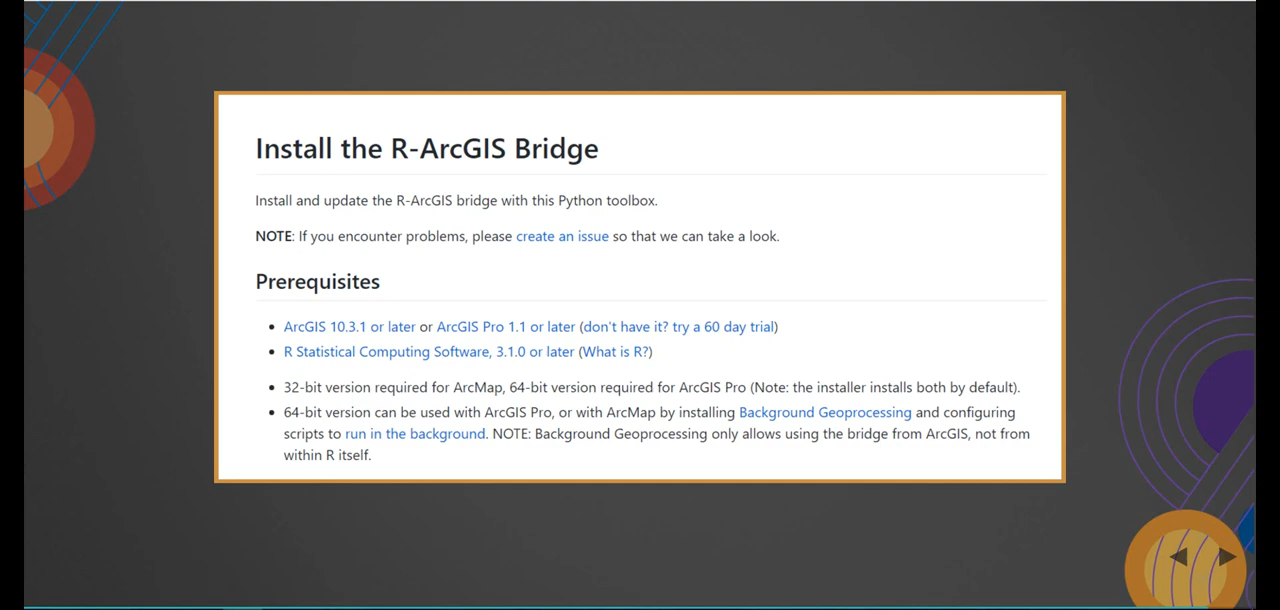 Install the R-ArcGIS Bridge
Install and update the R-ArcGIS bridge with this Python toolbox.
NOTE: If you encounter problems, please create an issue so that we can take a look.
Prerequisites
• ArcGIS 10.3.1 or later or ArcGIS Pro 1.1 or later (don't have it? try a 60 day trial)
• R Statistical Computing Software, 3.1.0 or later (What is R?)
• 32-bit version required for ArcMap, 64-bit version required for ArcGIS Pro (Note: the installer installs both by default).
• 64-bit version can be used with ArcGIS Pro, or with ArcMap by installing Background Geoprocessing and configuring
scripts to run in the background. NOTE: Background Geoprocessing only allows using the bridge from ArcGIS, not from
within R itself.